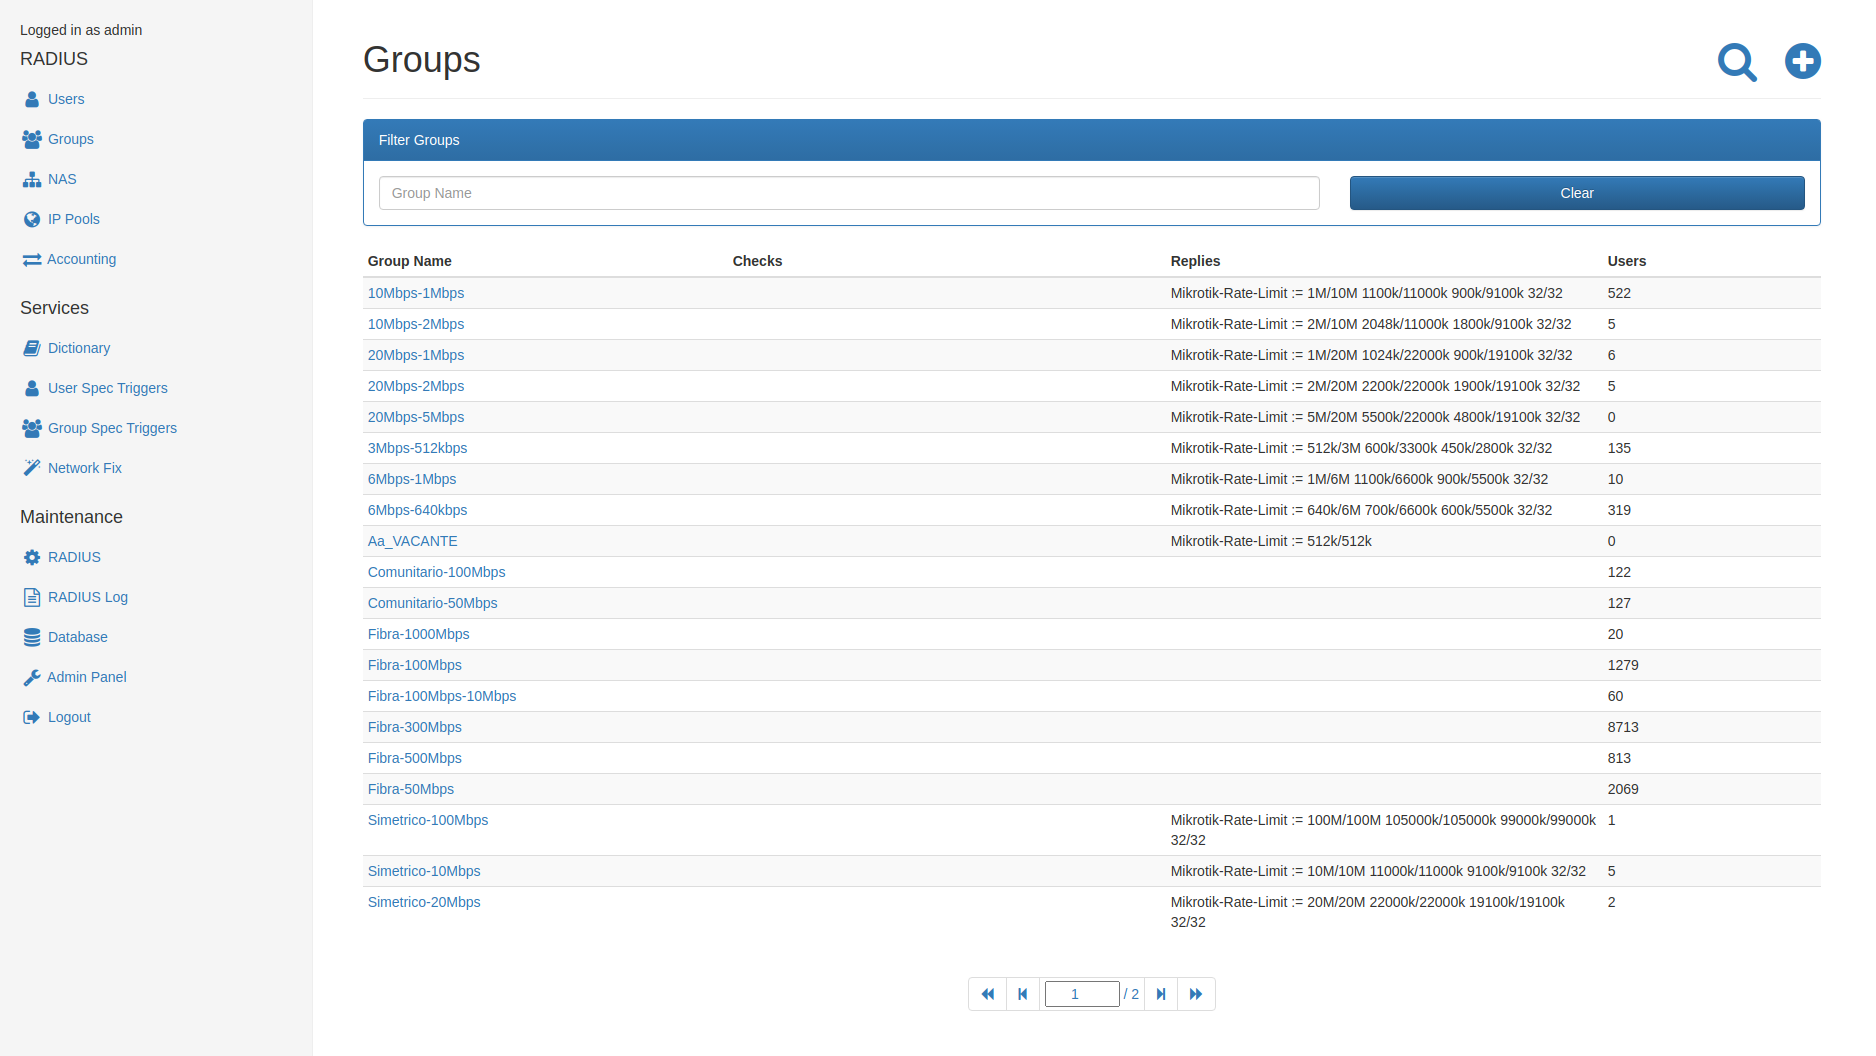 Logged in as admin
RADIUS
Users
Groups
NAS
IP Pools
Accounting
Services
Dictionary
User Spec Triggers
Group Spec Triggers
Network Fix
Maintenance
RADIUS
RADIUS Log
Database
Admin Panel
Logout
Groups
Filter Groups
Group Name
Clear
Group Name Checks Replies Users
10Mbps-1Mbps Mikrotik-Rate-Limit := 1M/10M 1100k/11000k 900k/9100k 32/32 522
10Mbps-2Mbps Mikrotik-Rate-Limit := 2M/10M 2048k/11000k 1800k/9100k 32/32 5
20Mbps-1Mbps Mikrotik-Rate-Limit := 1M/20M 1024k/22000k 900k/19100k 32/32 6
20Mbps-2Mbps Mikrotik-Rate-Limit := 2M/20M 2200k/22000k 1900k/19100k 32/32 5
20Mbps-5Mbps Mikrotik-Rate-Limit := 5M/20M 5500k/22000k 4800k/19100k 32/32 0
3Mbps-512kbps Mikrotik-Rate-Limit := 512k/3M 600k/3300k 450k/2800k 32/32 135
6Mbps-1Mbps Mikrotik-Rate-Limit := 1M/6M 1100k/6600k 900k/5500k 32/32 10
6Mbps-640kbps Mikrotik-Rate-Limit := 640k/6M 700k/6600k 600k/5500k 32/32 319
Aa_VACANTE Mikrotik-Rate-Limit := 512k/512k 0
Comunitario-100Mbps 122
Comunitario-50Mbps 127
Fibra-1000Mbps 20
Fibra-100Mbps 1279
Fibra-100Mbps-10Mbps 60
Fibra-300Mbps 8713
Fibra-500Mbps 813
Fibra-50Mbps 2069
Simetrico-100Mbps Mikrotik-Rate-Limit := 100M/100M 105000k/105000k 99000k/99000k 1
32/32
Simetrico-10Mbps Mikrotik-Rate-Limit := 10M/10M 11000k/11000k 9100k/9100k 32/32 5
Simetrico-20Mbps Mikrotik-Rate-Limit := 20M/20M 22000k/22000k 19100k/19100k 2
32/32
1 / 2